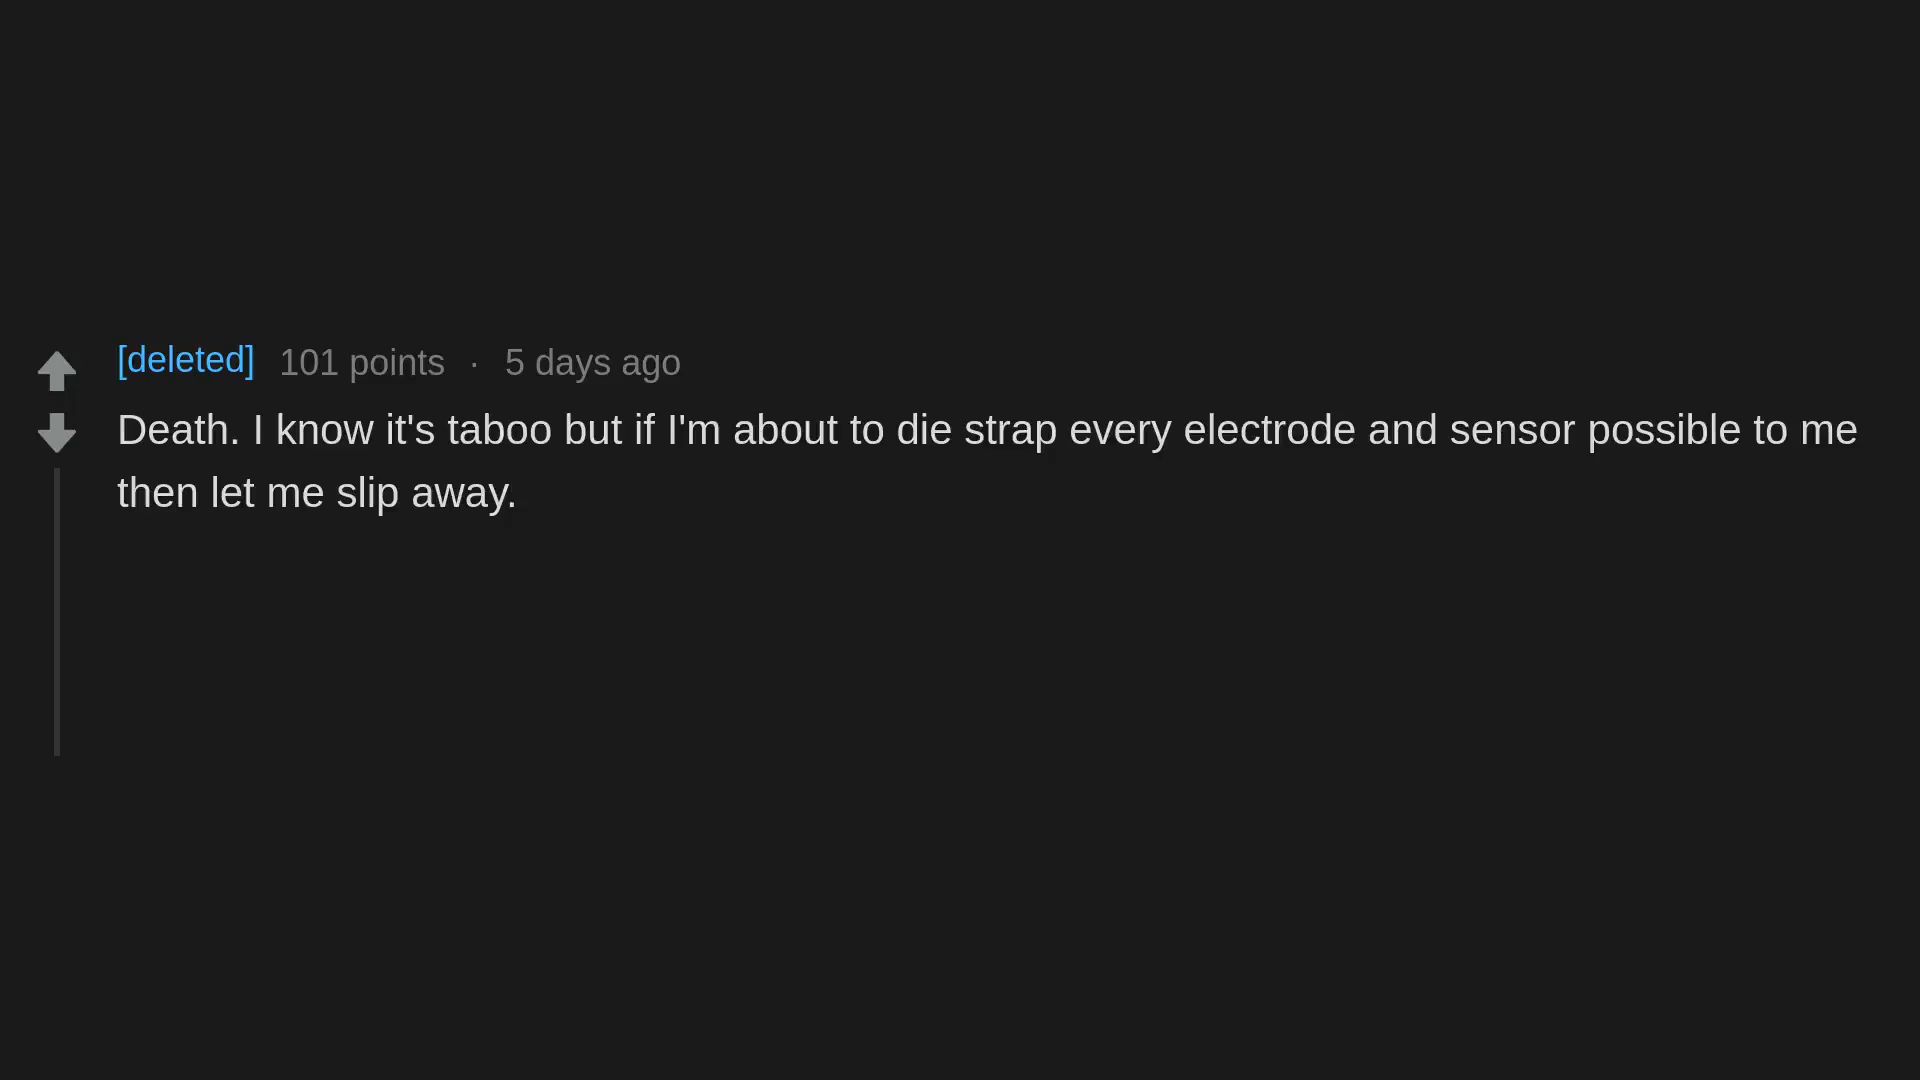 [deleted] 101 points · 5 days ago
Death. I know it's taboo but if I'm about to die strap every electrode and sensor possible to me
then let me slip away.